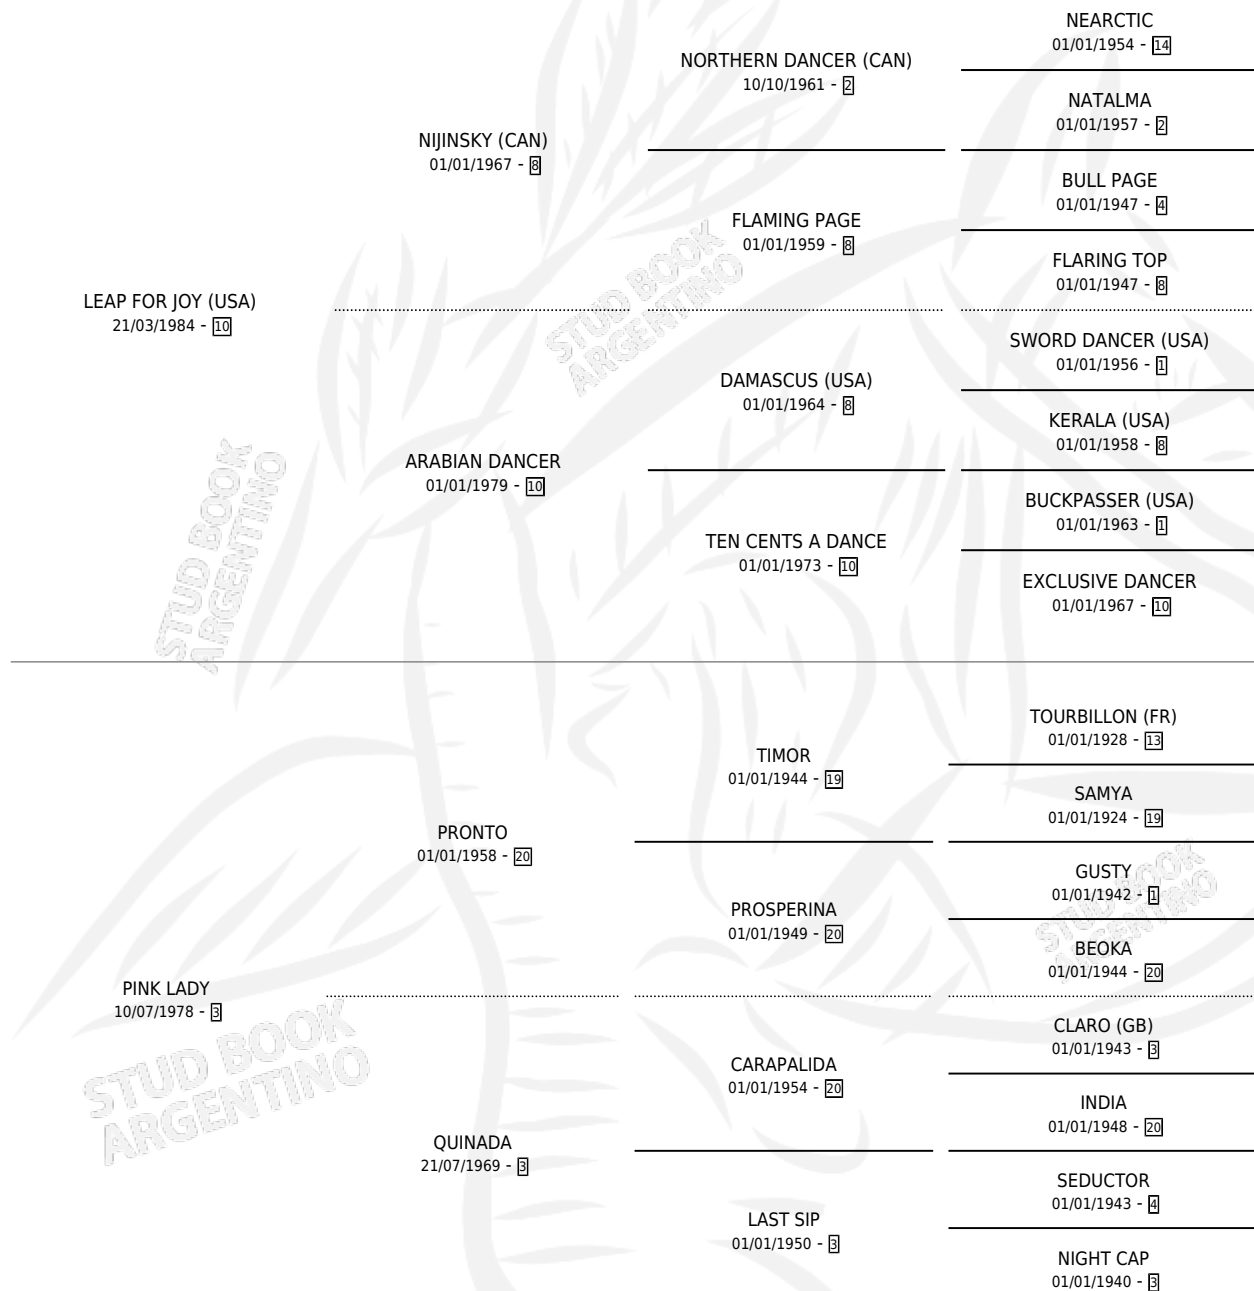 NEARCTIC
01/01/1954 - 14
NORTHERN DANCER (CAN)
10/10/1961 - 2
NATALMA
01/01/1957 - 2
NIJINSKY (CAN)
01/01/1967 - 8
BULL PAGE
01/01/1947 - 4
FLAMING PAGE
01/01/1959 - 8
FLARING TOP
01/01/1947 - 8
LEAP FOR JOY (USA)
21/03/1984 - 10
STUD BOOK
ARGENTINO
SWORD DANCER (USA)
01/01/1956 - 1
DAMASCUS (USA)
01/01/1964 - 8
KERALA (USA)
01/01/1958 - 8
ARABIAN DANCER
01/01/1979 - 10
BUCKPASSER (USA)
01/01/1963 - 1
TEN CENTS A DANCE
01/01/1973 - 10
EXCLUSIVE DANCER
01/01/1967 - 10
STUD BOOK
ARGENTINO
TOURBILLON (FR)
01/01/1928 - 13
TIMOR
01/01/1944 - 19
SAMYA
01/01/1924 - 19
PRONTO
01/01/1958 - 20
GUSTY
01/01/1942 - 1
PROSPERINA
01/01/1949 - 20
BEOKA
01/01/1944 - 20
STUD BOOK
ARGENTINO
PINK LADY
10/07/1978 - 3
CLARO (GB)
01/01/1943 - 3
CARAPALIDA
01/01/1954 - 20
INDIA
01/01/1948 - 20
STUD BOOK
ARGENTINO
QUINADA
21/07/1969 - 3
SEDUCTOR
01/01/1943 - 4
LAST SIP
01/01/1950 - 3
NIGHT CAP
01/01/1940 - 3